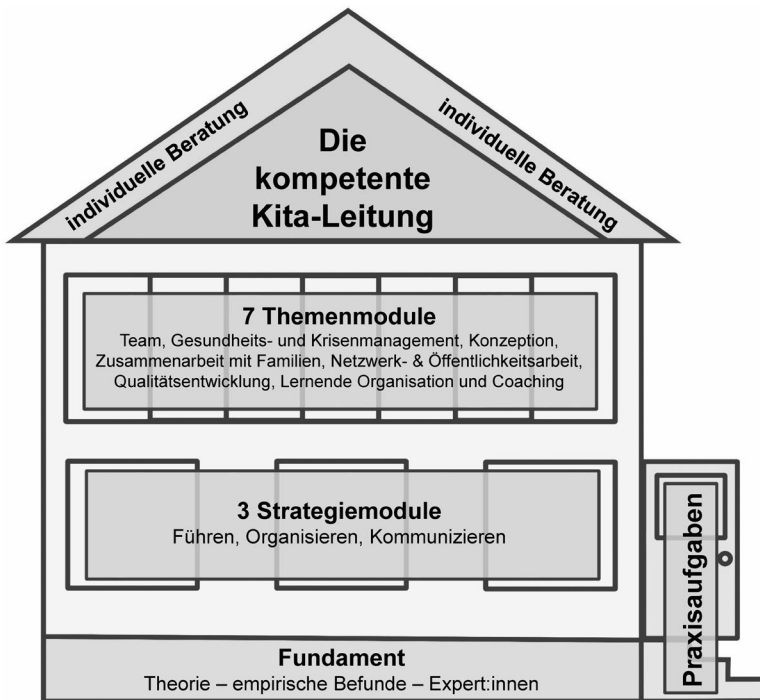 individuelle Beratung
individuelle Beratung
Die
kompetente
Kita-Leitung
7 Themenmodule
Team, Gesundheits- und Krisenmanagement, Konzeption,
Zusammenarbeit mit Familien, Netzwerk- & Öffentlichkeitsarbeit,
Qualitätsentwicklung, Lernende Organisation und Coaching
3 Strategiemodule
Führen, Organisieren, Kommunizieren
Praxisaufgaben
Fundament
Theorie – empirische Befunde – Expert:innen